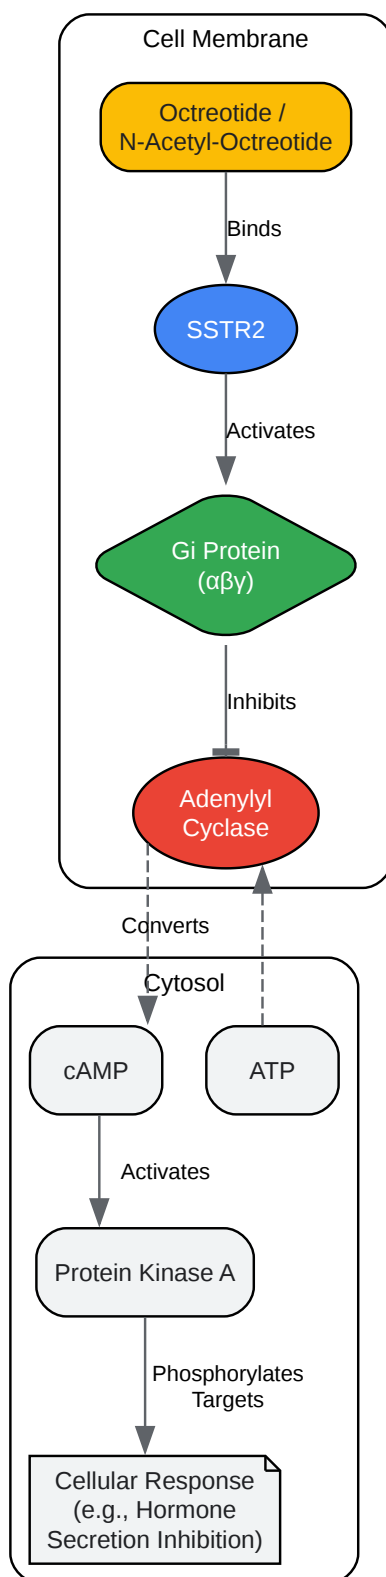 Cell Membrane
Octreotide /
N-Acetyl-Octreotide
Binds
SSTR2
Activates
Gi Protein
(αβγ)
Inhibits
Adenylyl
Cyclase
Converts
Cytosol
cAMP
ATP
Activates
Protein Kinase A
Phosphorylates
Targets
Cellular Response
(e.g., Hormone
Secretion Inhibition)